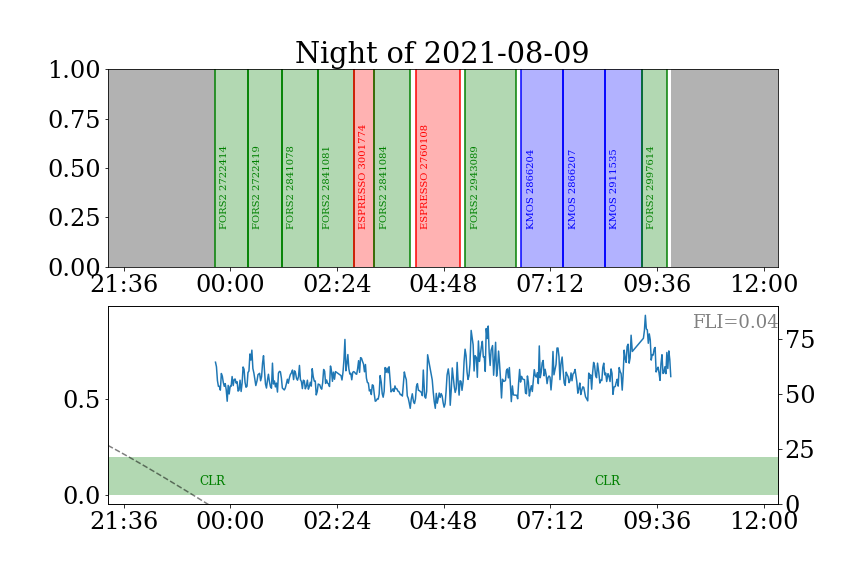 Night of 2021-08-09
1.00
0.75
0.50
0.25
0.00
FORS2 2722414
FORS2 2722419
FORS2 2841078
FORS2 2841081
ESPRESSO 3001774
FORS2 2841084
ESPRESSO 2760108
FORS2 2943089
KMOS 2866204
KMOS 2866207
KMOS 2911535
FORS2 2997614
21:36 00:00 02:24 04:48 07:12 09:36 12:00
FLI=0.04
0.5
0.0
75
50
25
0
CLR CLR
21:36 00:00 02:24 04:48 07:12 09:36 12:00